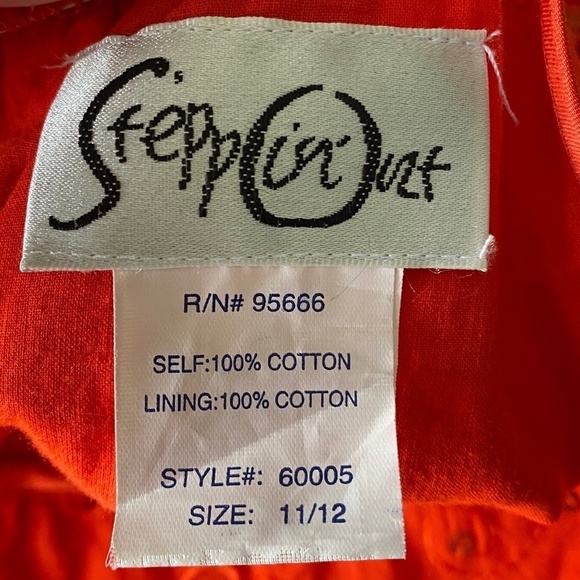 Steppin' Out
R/N# 95666
SELF:100% COTTON
LINING:100% COTTON
STYLE#: 60005
SIZE: 11/12